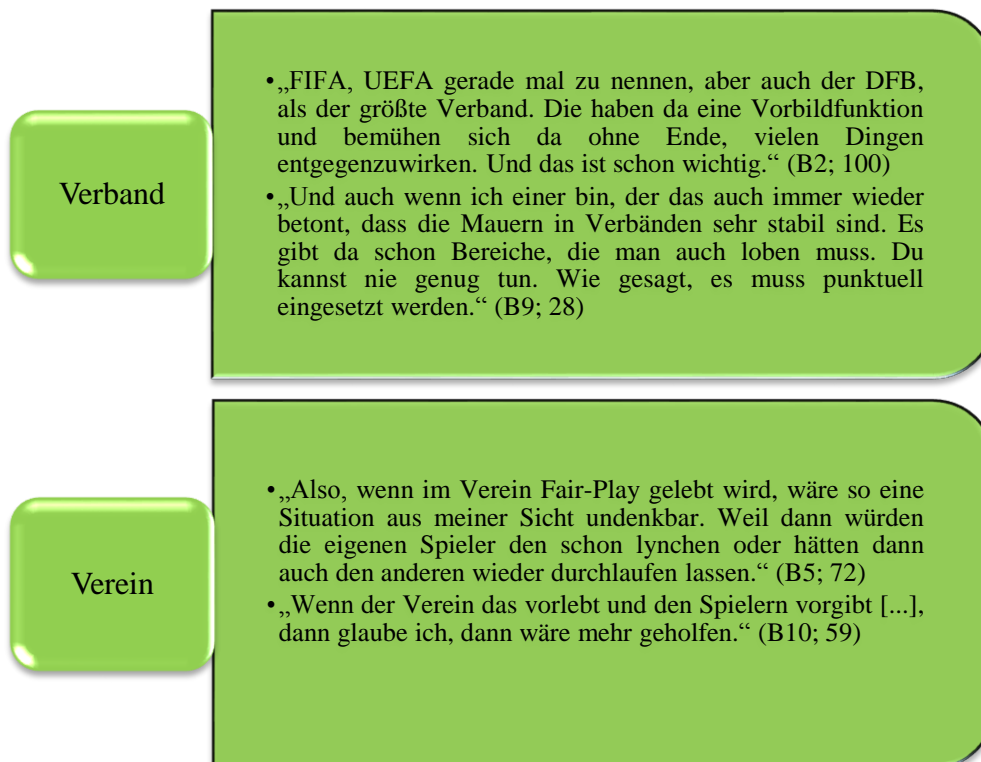 Verband
•„FIFA, UEFA gerade mal zu nennen, aber auch der DFB,
als der größte Verband. Die haben da eine Vorbildfunktion
und bemühen sich da ohne Ende, vielen Dingen
entgegenzuwirken. Und das ist schon wichtig.“ (B2; 100)
•„Und auch wenn ich einer bin, der das auch immer wieder
betont, dass die Mauern in Verbänden sehr stabil sind. Es
gibt da schon Bereiche, die man auch loben muss. Du
kannst nie genug tun. Wie gesagt, es muss punktuell
eingesetzt werden.“ (B9; 28)
Verein
•„Also, wenn im Verein Fair-Play gelebt wird, wäre so eine
Situation aus meiner Sicht undenkbar. Weil dann würden
die eigenen Spieler den schon lynchen oder hätten dann
auch den anderen wieder durchlaufen lassen.“ (B5; 72)
•„Wenn der Verein das vorlebt und den Spielern vorgibt [...],
dann glaube ich, dann wäre mehr geholfen.“ (B10; 59)